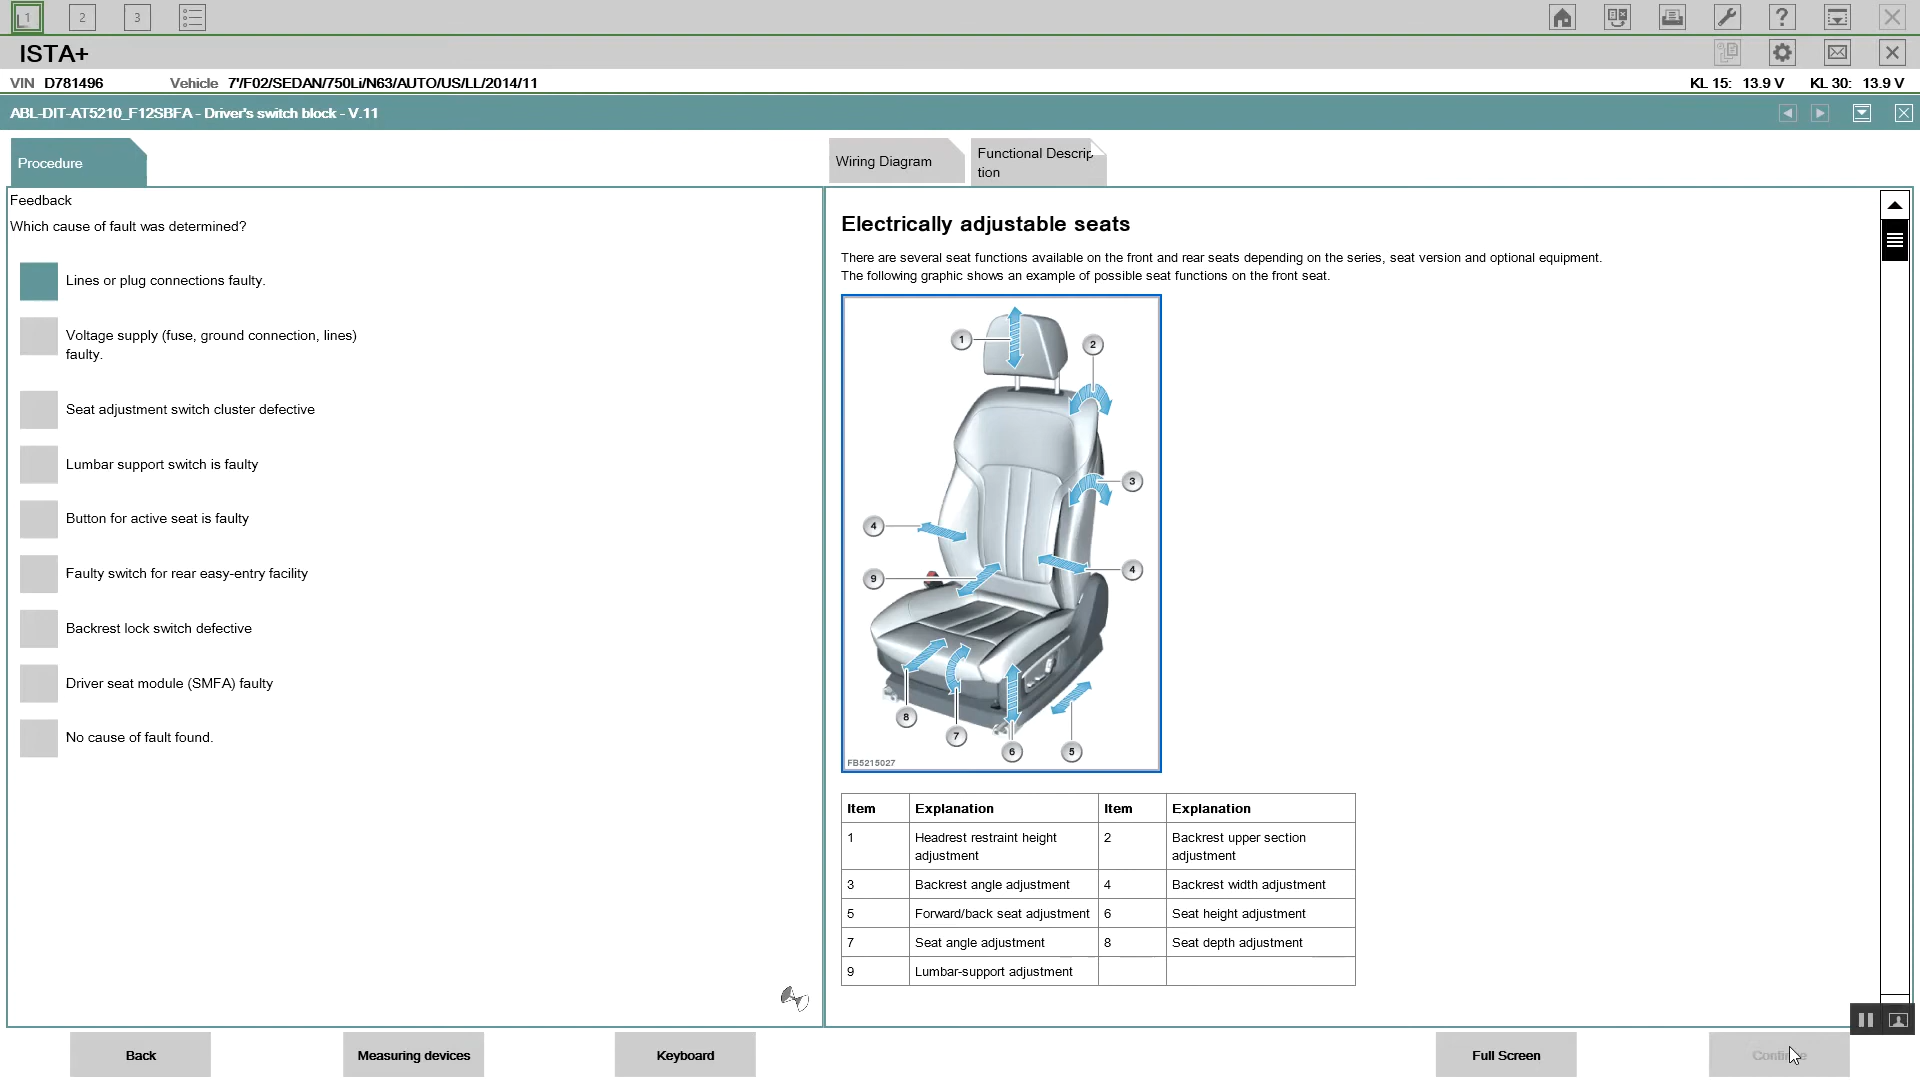 1
2
3
ISTA+
VIN D781496 Vehicle 7'/F02/SEDAN/750Li/N63/AUTO/US/LL/2014/11 KL 15: 13.9 V KL 30: 13.9 V
ABL-DIT-AT5210_F12SBFA - Driver's switch block - V.11
Procedure
Feedback
Which cause of fault was determined?
Lines or plug connections faulty.
Voltage supply (fuse, ground connection, lines)
faulty.
Seat adjustment switch cluster defective
Lumbar support switch is faulty
Button for active seat is faulty
Faulty switch for rear easy-entry facility
Backrest lock switch defective
Driver seat module (SMFA) faulty
No cause of fault found.
Wiring Diagram
Functional Descrip
tion
Electrically adjustable seats
There are several seat functions available on the front and rear seats depending on the series, seat version and optional equipment.
The following graphic shows an example of possible seat functions on the front seat.
1
2
3
4
4
9
8
7
6
5
FB5215027
Item Explanation Item Explanation
1 Headrest restraint height 2 Backrest upper section
adjustment adjustment
3 Backrest angle adjustment 4 Backrest width adjustment
5 Forward/back seat adjustment 6 Seat height adjustment
7 Seat angle adjustment 8 Seat depth adjustment
9 Lumbar-support adjustment
Back Measuring devices Keyboard Full Screen